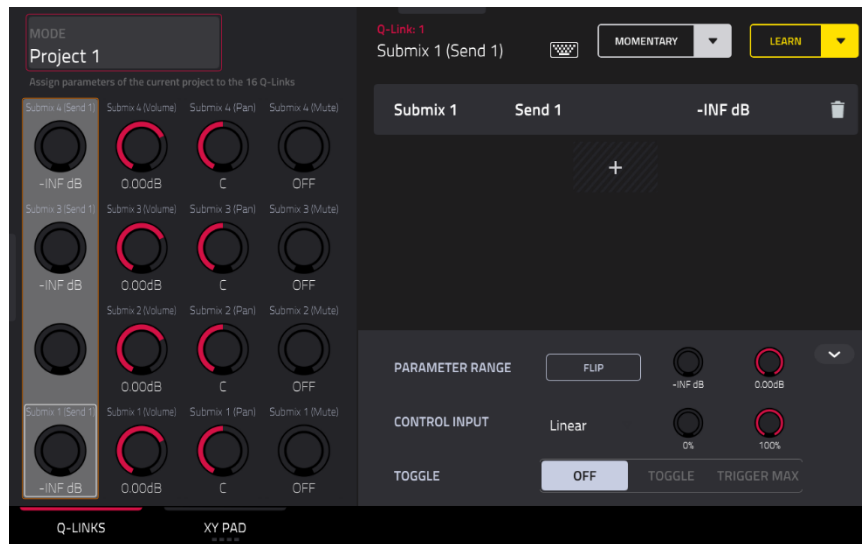 MODE
Project 1
Assign parameters of the current project to the 16 Q-Links
Submix 4 (Send 1) Submix 4 (Volume) Submix 4 (Pan) Submix 4 (Mute)
-INF dB 0.00dB C OFF
Submix 3 (Send 1) Submix 3 (Volume) Submix 3 (Pan) Submix 3 (Mute)
-INF dB 0.00dB C OFF
Submix 2 (Volume) Submix 2 (Pan) Submix 2 (Mute)
0.00dB C OFF
Submix 1 (Send 1) Submix 1 (Volume) Submix 1 (Pan) Submix 1 (Mute)
-INF dB 0.00dB C OFF
Q-Link: 1
Submix 1 (Send 1)
MOMENTARY
LEARN
Submix 1 Send 1 -INF dB
+
PARAMETER RANGE FLIP -INF dB 0.00dB
CONTROL INPUT Linear 0% 100%
TOGGLE OFF TOGGLE TRIGGER MAX
Q-LINKS XY PAD